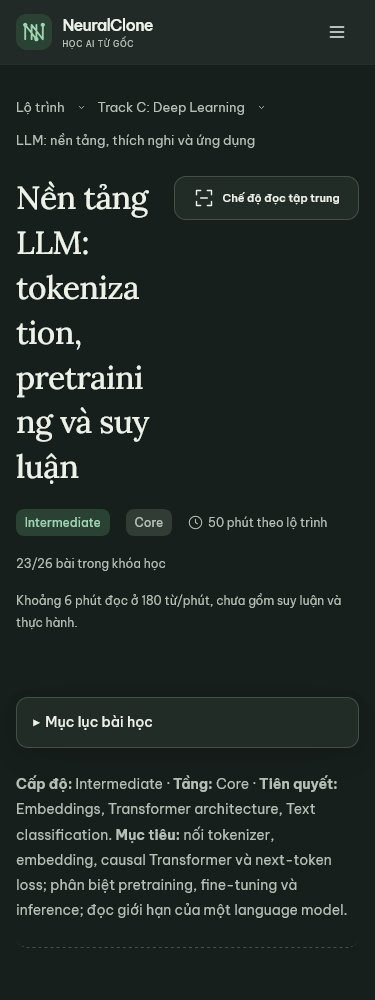 NeuralClone
HỌC AI TỪ GỐC
Lộ trình
Track C: Deep Learning
LLM: nền tảng, thích nghi và ứng dụng
Nền tảng
LLM:
tokeniza
tion,
pretraini
ng và suy
luận
Chế độ đọc tập trung
Intermediate
Core
50 phút theo lộ trình
23/26 bài trong khóa học
Khoảng 6 phút đọc ở 180 từ/phút, chưa gồm suy luận và
thực hành.
▸ Mục lục bài học
Cấp độ: Intermediate · Tầng: Core · Tiên quyết:
Embeddings, Transformer architecture, Text
classification. Mục tiêu: nối tokenizer,
embedding, causal Transformer và next-token
loss; phân biệt pretraining, fine-tuning và
inference; đọc giới hạn của một language model.